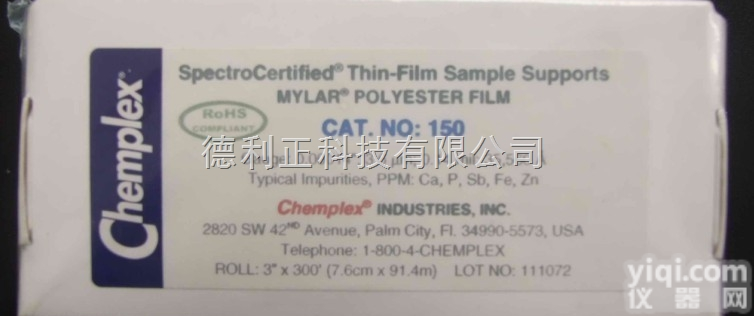 Chemplex®
SpectroCertified® Thin-Film Sample Supports
MYLAR® POLYESTER FILM
RoHS
COMPLIANT
CAT. NO: 150
德利正科技有限公司
Typical Impurities, PPM: Ca, P, Sb, Fe, Zn
Chemplex® INDUSTRIES, INC.
2820 SW 42ND Avenue, Palm City, Fl. 34990-5573, USA
Telephone: 1-800-4-CHEMPLEX
ROLL: 3" x 300' (7.6cm x 91.4m) LOT NO: 111072
yiqi.com
仪器网